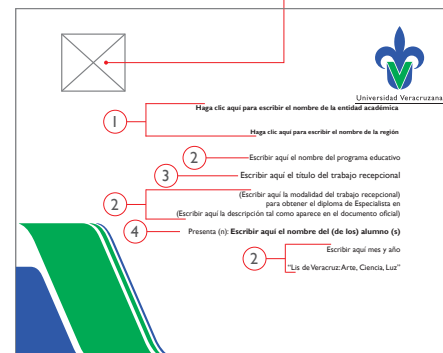 Universidad Veracruzana
Haga clic aquí para escribir el nombre de la entidad académica
1
Haga clic aquí para escribir el nombre de la región
2
Escribir aquí el nombre del programa educativo
3
Escribir aquí el titulo del trabajo recepcional
2
(Escribir aquí la modalidad del trabajo recepcional)
para obtener el diploma de Especialista en
(Escribir aquí la descripción tal como aparece en el documento oficial)
4
Presenta (n): Escribir aquí el nombre del (de los) alumno (s)
2
Escribir aquí mes y año
“Lis de Veracruz: Arte, Ciencia, Luz”